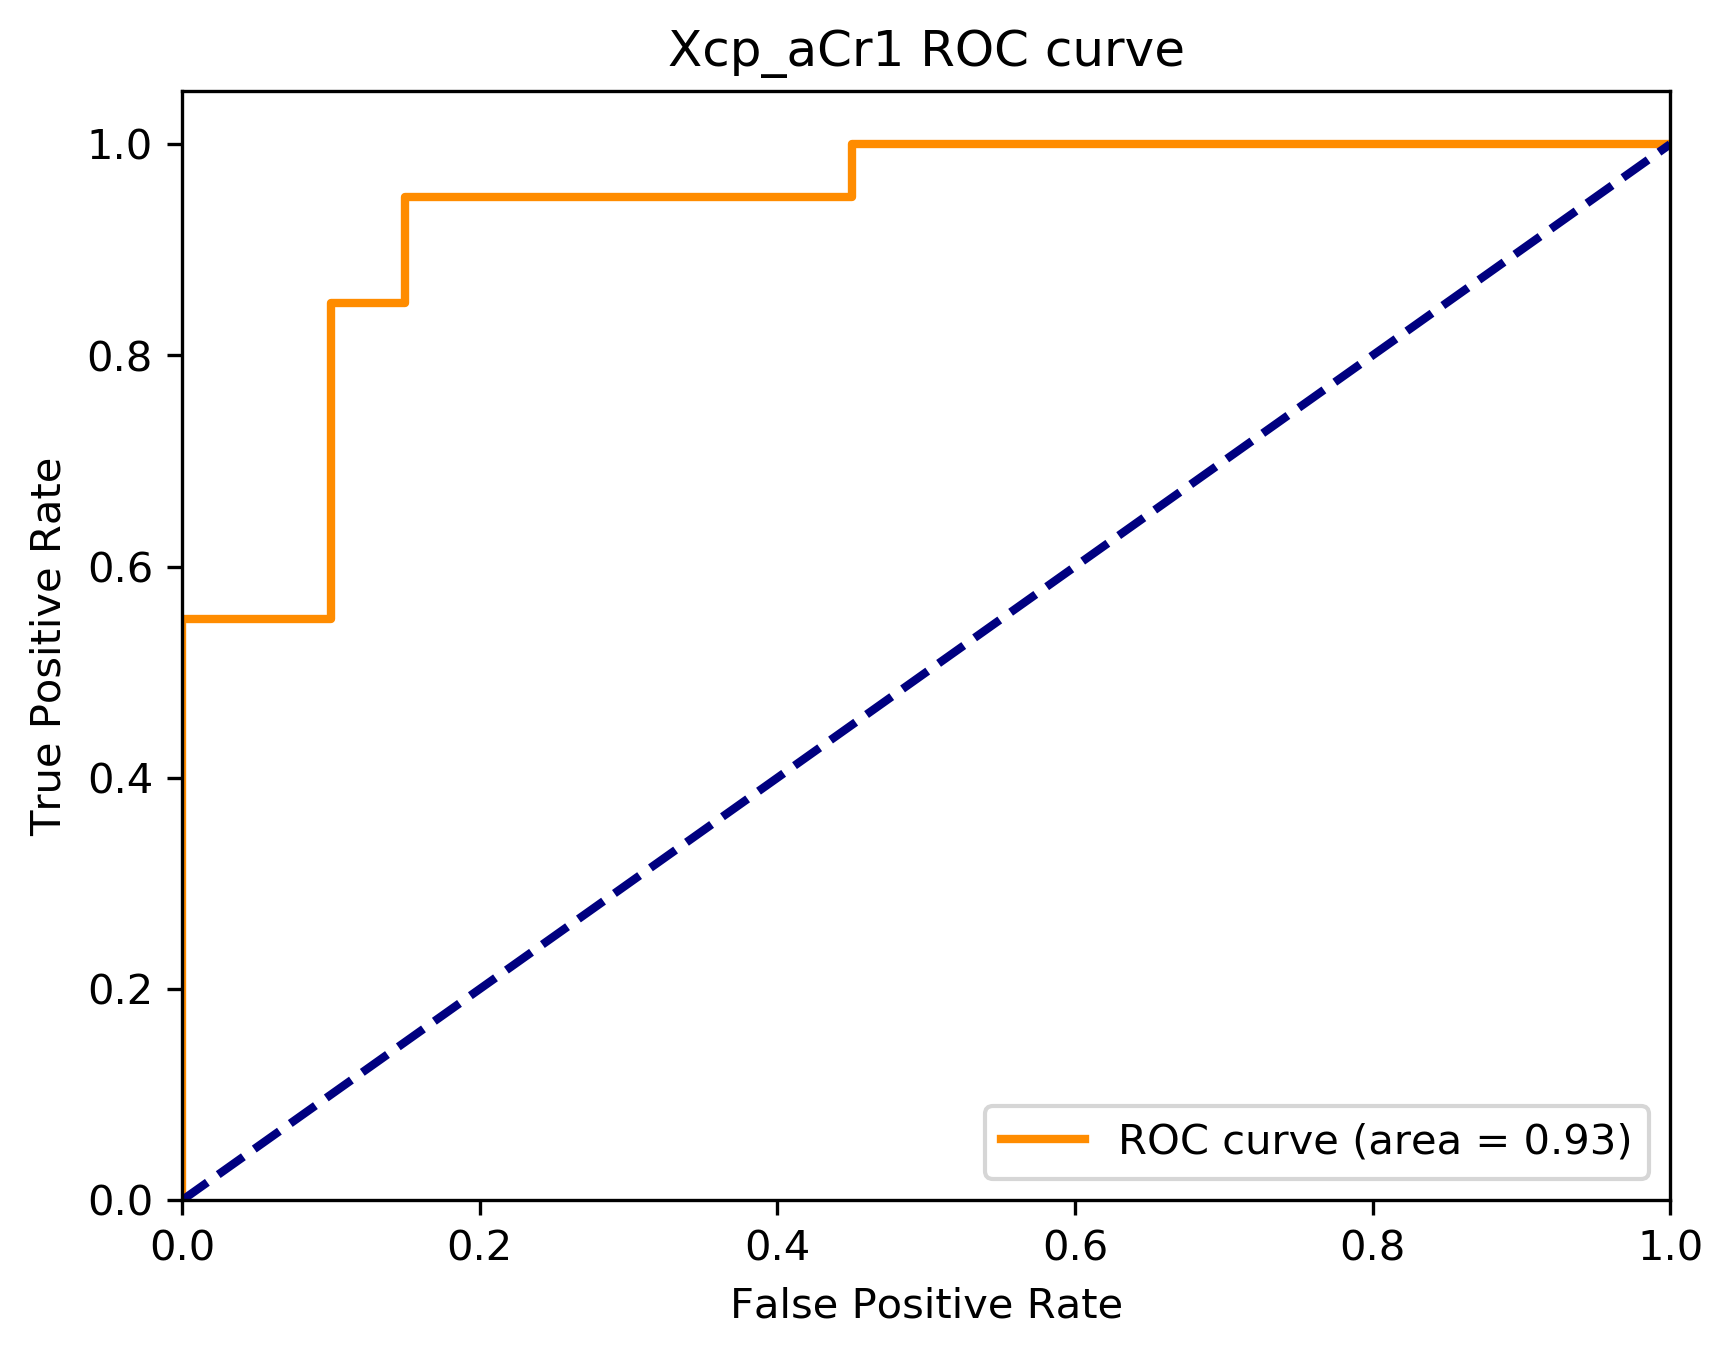 Xcp_aCr1 ROC curve
1.0
0.8
0.6
0.4
0.2
0.0
True Positive Rate
0.0 0.2 0.4 0.6 0.8 1.0
False Positive Rate
ROC curve (area = 0.93)